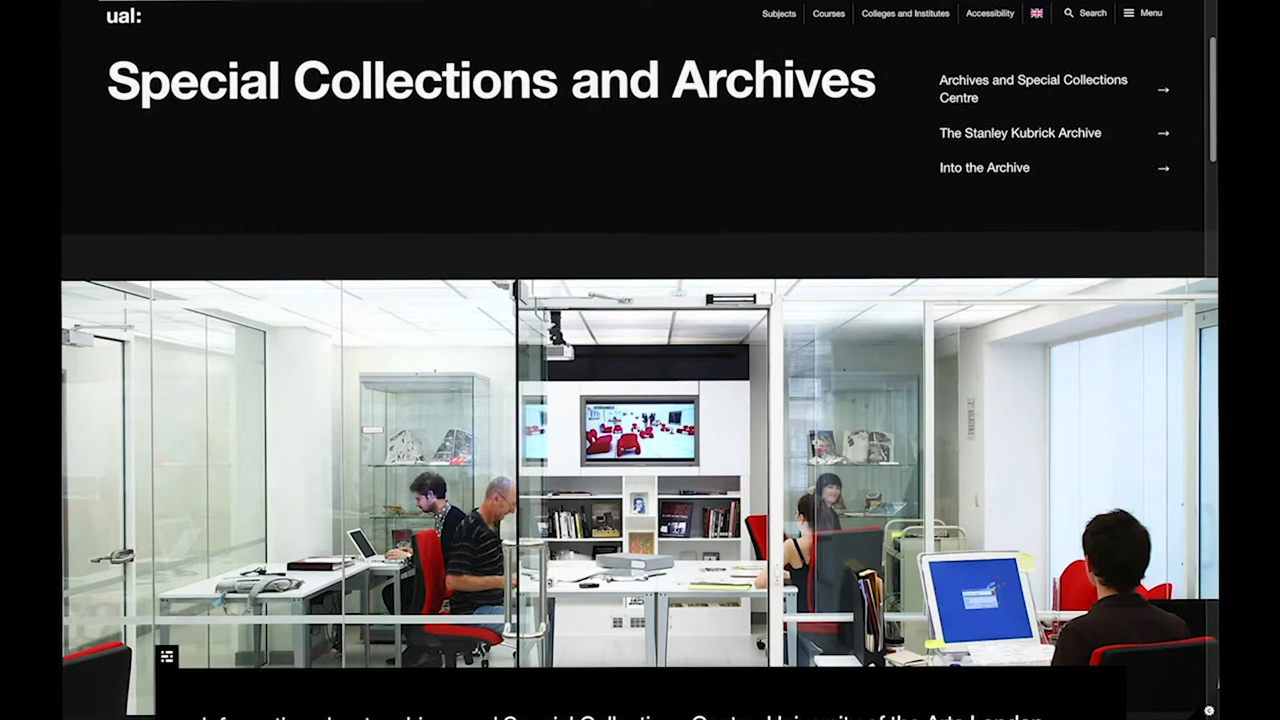 ual:
Subjects
Courses
Colleges and Institutes
Accessibility
Search
Menu
Special Collections and Archives
Archives and Special Collections
Centre
The Stanley Kubrick Archive
Into the Archive